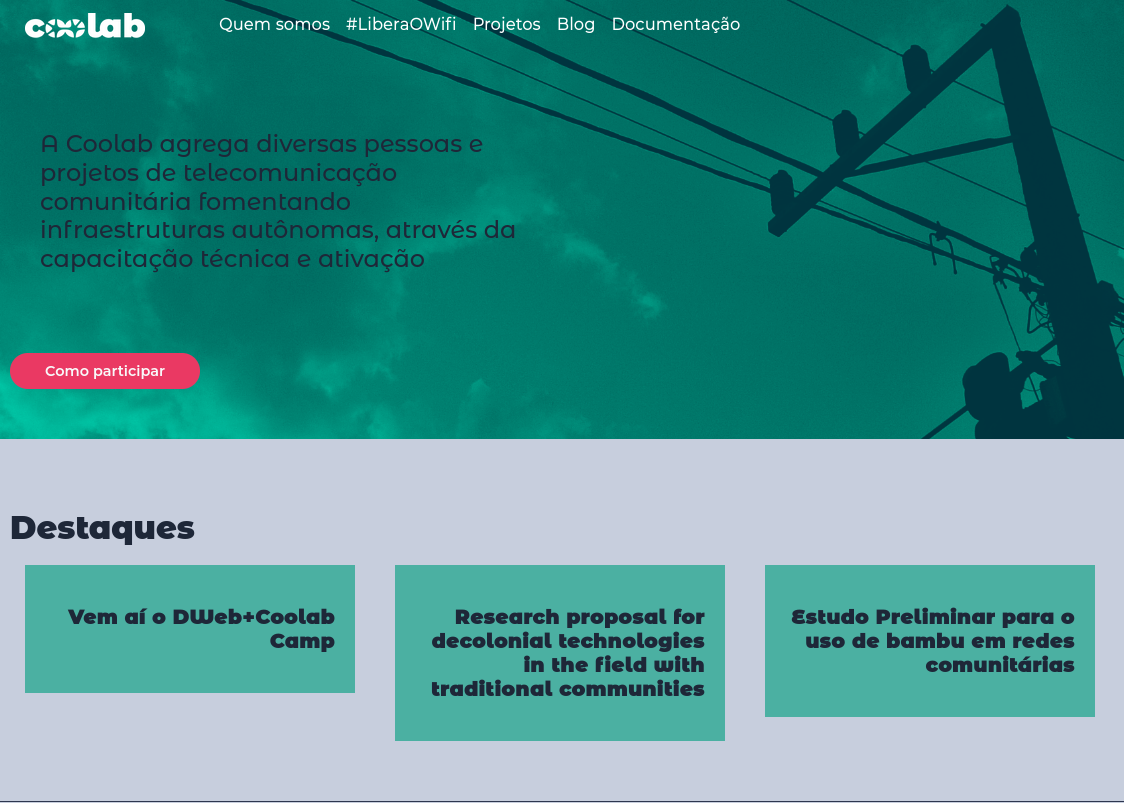 coolab
Quem somos #LiberaOWifi Projetos Blog Documentação
A Coolab agrega diversas pessoas e
projetos de telecomunicação
comunitária fomentando
infraestruturas autônomas, através da
capacitação técnica e ativação
Como participar
Destaques
Vem aí o DWeb+Coolab
Camp
Research proposal for
decolonial technologies
in the field with
traditional communities
Estudo Preliminar para o
uso de bambu em redes
comunitárias